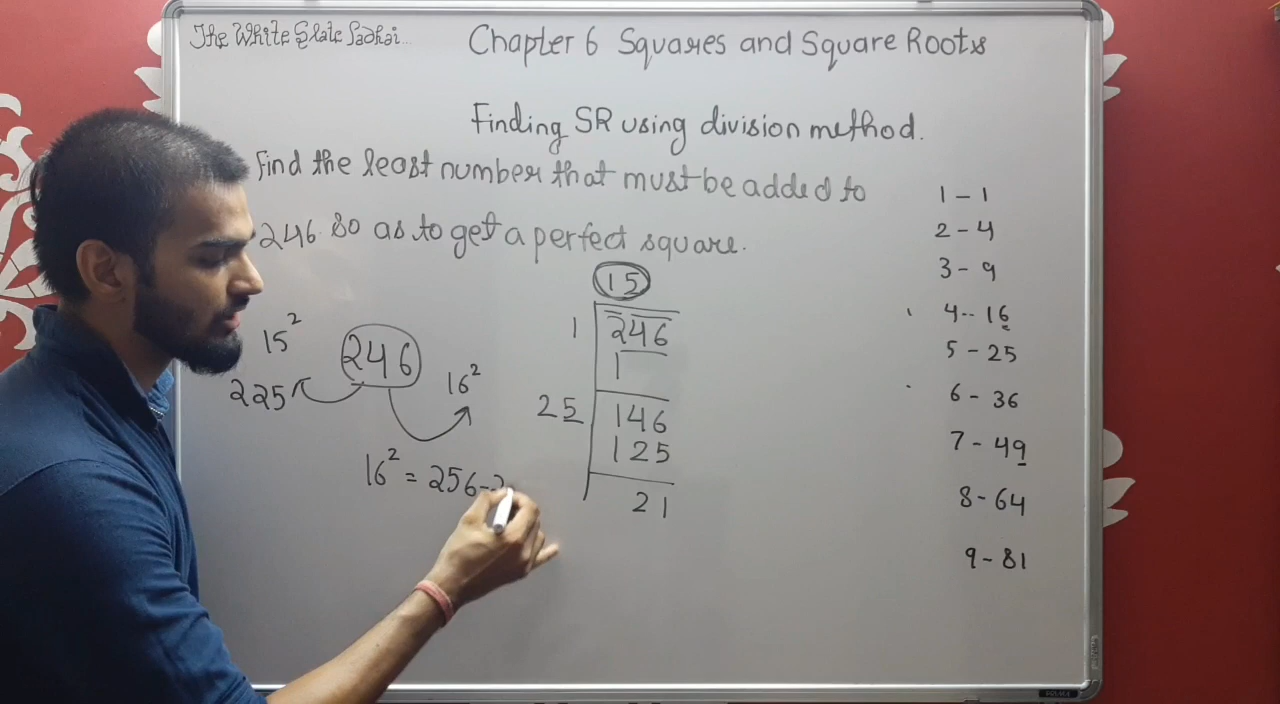 The White Slate Padhai...
Chapter 6 Squares and Square Roots
Finding SR using division method.
Find the least number that must be added to
246 so as to get a perfect square.
15² 246 16²
225
16² = 256-2
15
1 246
1
25 146
125
21
1 - 1
2 - 4
3 - 9
4 -- 16
5 - 25
6 - 36
7 - 49
8 - 64
9 - 81